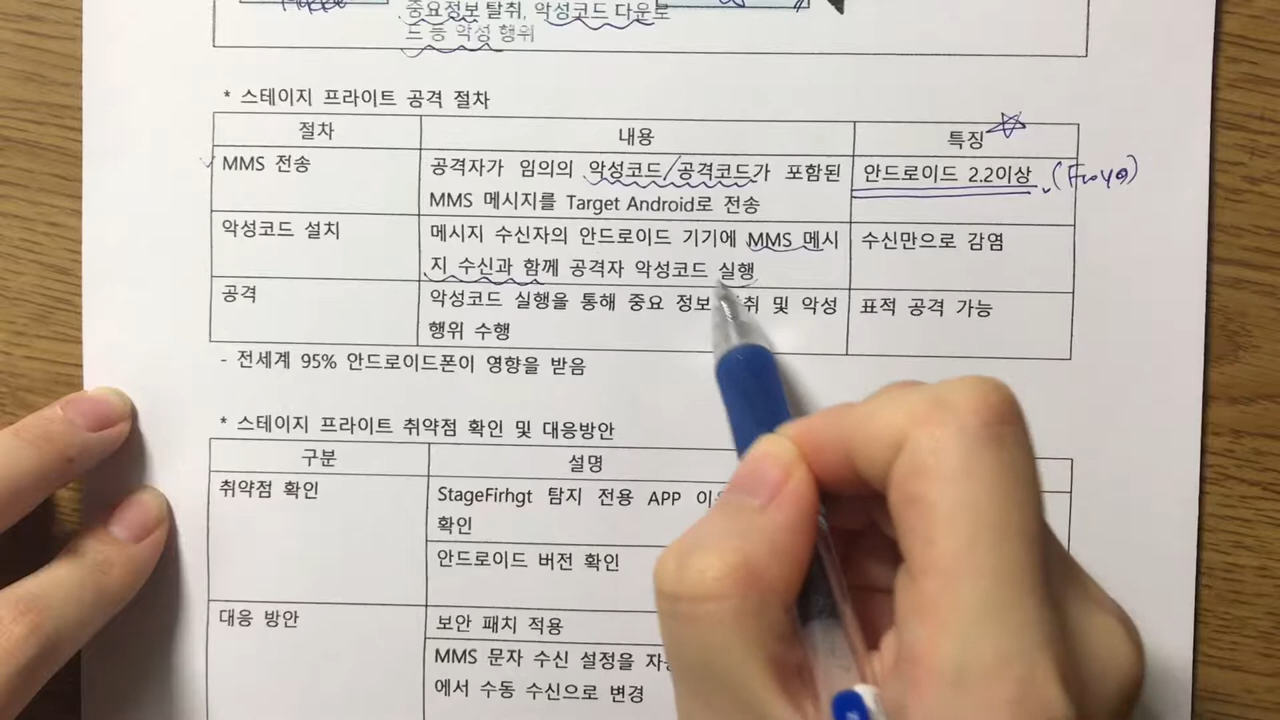 중요정보 탈취, 악성코드 다운로
드 등 악성 행위
* 스테이지 프라이트 공격 절차
절차 내용 특징
MMS 전송 공격자가 임의의 악성코드/공격코드가 포함된 안드로이드 2.2이상 (Froyo)
MMS 메시지를 Target Android로 전송
악성코드 설치 메시지 수신자의 안드로이드 기기에 MMS 메시 수신만으로 감염
지 수신과 함께 공격자 악성코드 실행
공격 악성코드 실행을 통해 중요 정보 및 악성 표적 공격 가능
행위 수행
- 전세계 95% 안드로이드폰이 영향을 받음
* 스테이지 프라이트 취약점 확인 및 대응방안
구분 설명
취약점 확인 StageFirhgt 탐지 전용 APP
확인
안드로이드 버전 확인
대응 방안 보안 패치 적용
MMS 문자 수신 설정을
에서 수동 수신으로 변경